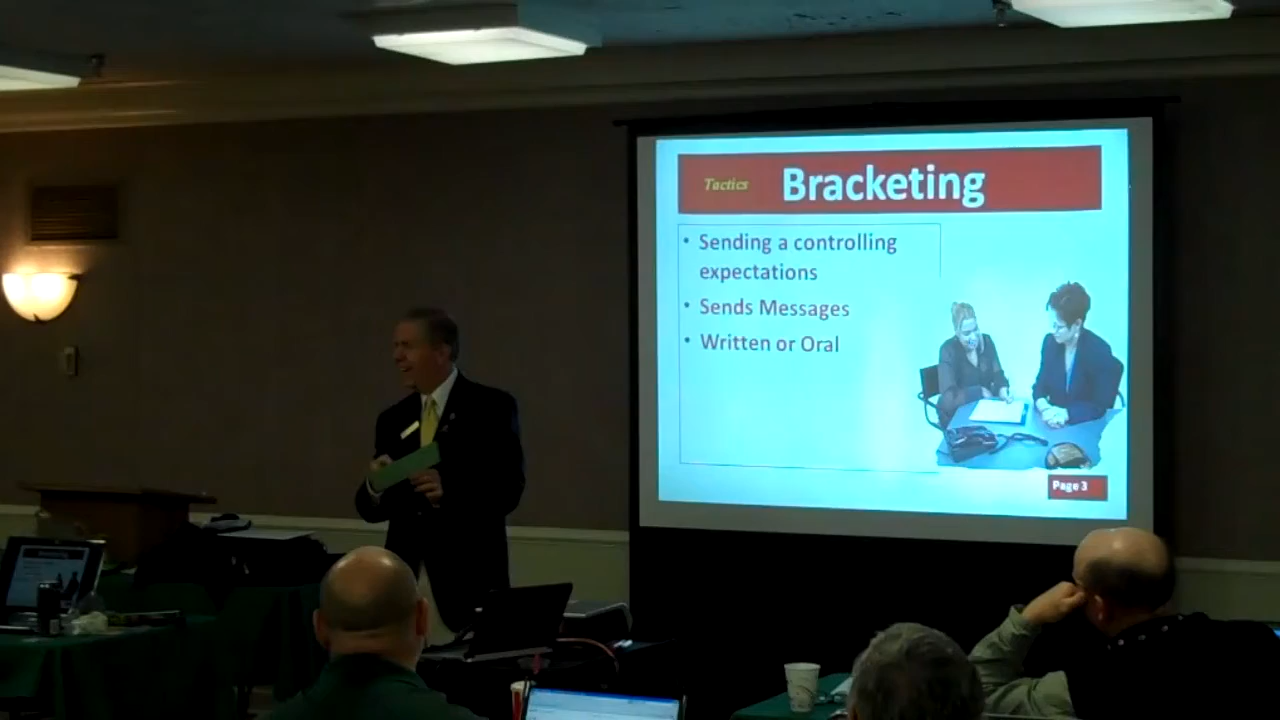 Tactics Bracketing
• Sending a controlling
expectations
• Sends Messages
• Written or Oral
Page 3